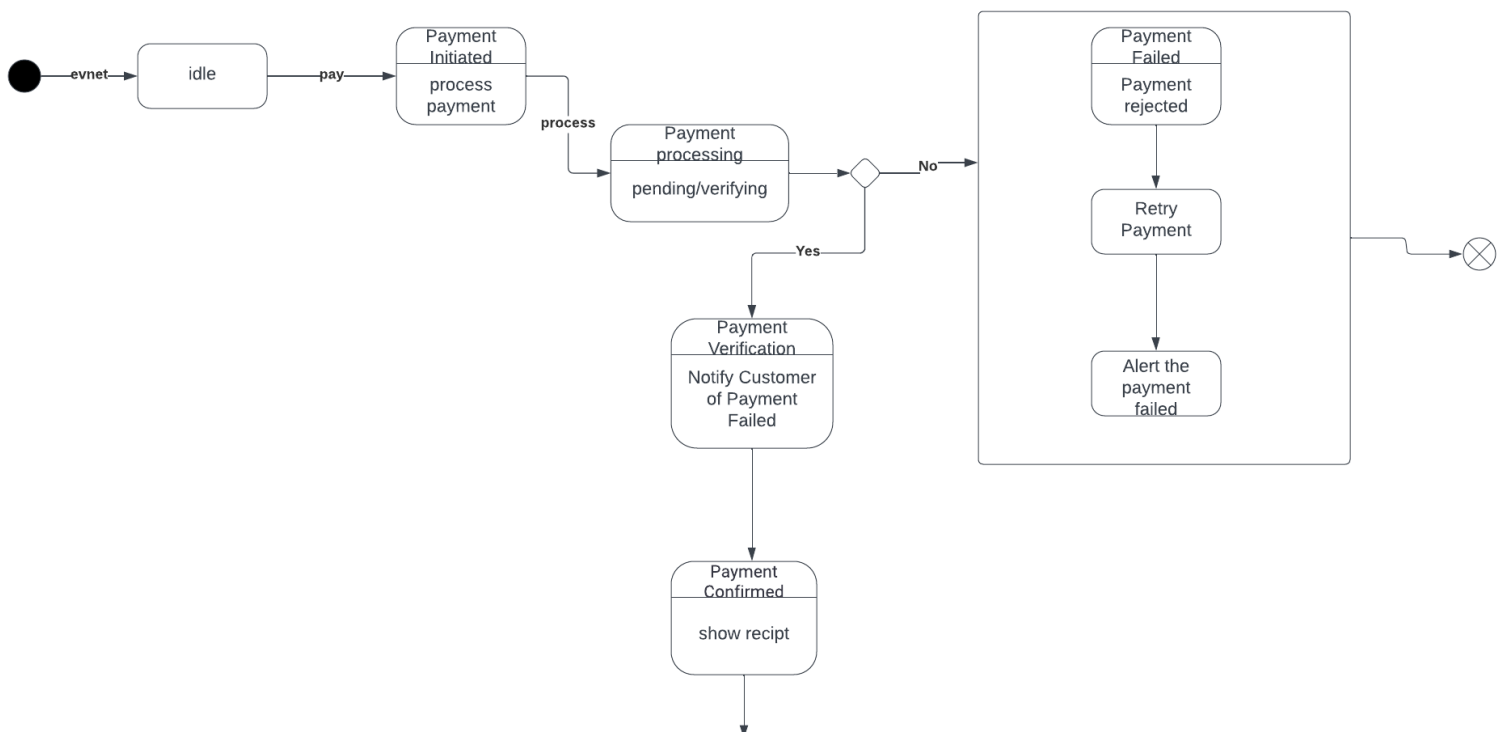 evnet
idle
pay
Payment
Initiated
process
payment
process
Payment
processing
pending/verifying
No
Yes
Payment
Verification
Notify Customer
of Payment
Failed
Payment
Confirmed
show recipt
Payment
Failed
Payment
rejected
Retry
Payment
Alert the
payment
failed